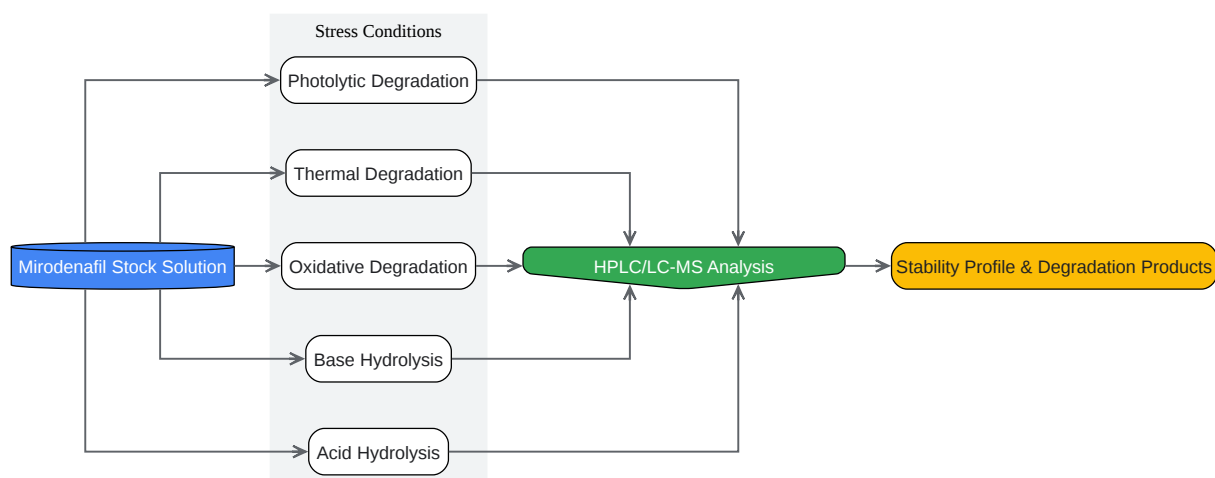 Stress Conditions
Photolytic Degradation
Thermal Degradation
Mirodenafil Stock Solution
Oxidative Degradation
HPLC/LC-MS Analysis
Stability Profile & Degradation Products
Base Hydrolysis
Acid Hydrolysis